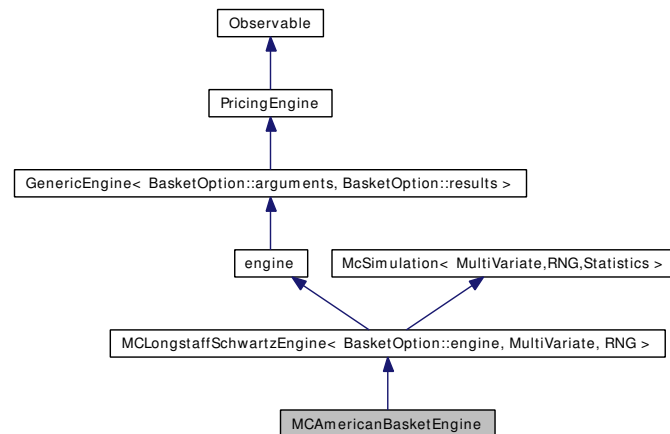 Observable
PricingEngine
GenericEngine< BasketOption::arguments, BasketOption::results >
engine
McSimulation< MultiVariate,RNG,Statistics >
MCLongstaffSchwartzEngine< BasketOption::engine, MultiVariate, RNG >
MCAmericanBasketEngine